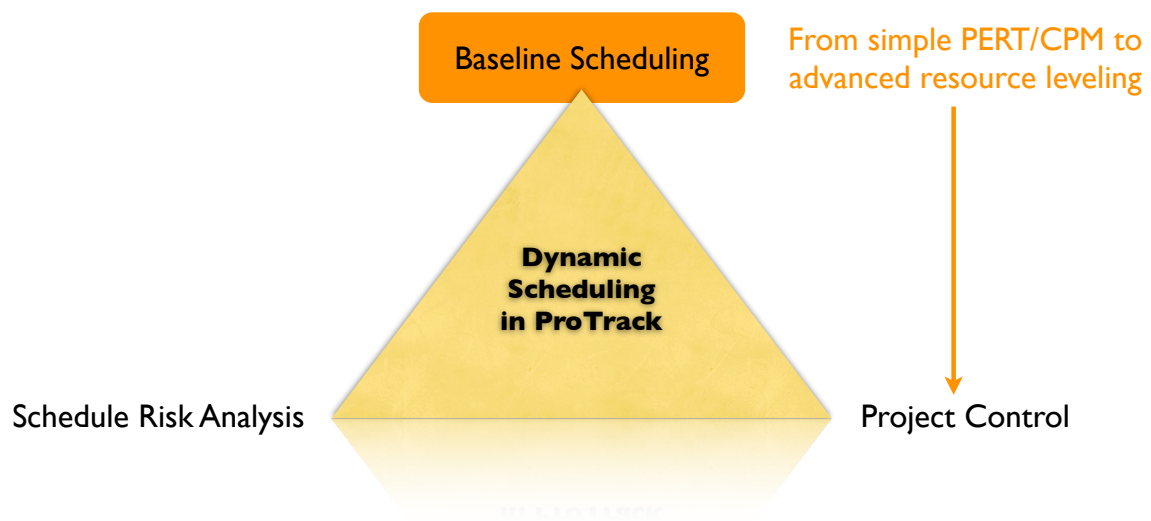 Baseline Scheduling
From simple PERT/CPM to
advanced resource leveling
Dynamic
Scheduling
in ProTrack
Schedule Risk Analysis
Project Control